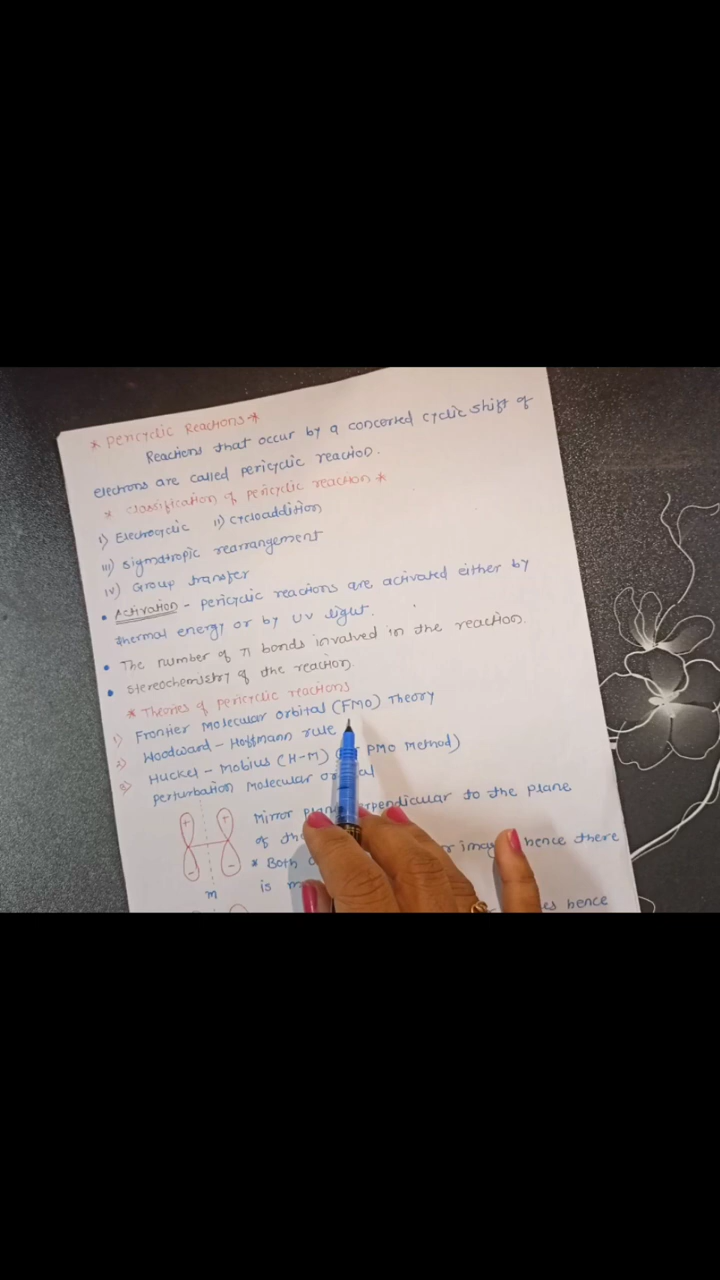 * Pericyclic Reactions *
Reactions that occur by a concerted cyclic shift of
electrons are called pericyclic reaction.
* Classification of pericyclic reaction *
i) Electrocyclic ii) Cycloaddition
iii) Sigmatropic rearrangement
iv) Group transfer
• Activation - pericyclic reactions are activated either by
thermal energy or by UV light.
• The number of π bonds involved in the reaction.
• Stereochemistry of the reaction.
* Theories of pericyclic reactions
1) Frontier Molecular orbital (FMO) Theory
2) Woodward - Hoffmann rule
3) Huckel - Mobius (H-M) PMO Method)
perturbation Molecular
+ + Mirror perpendicular to the plane
of
- - * Both hence there
m is
hence